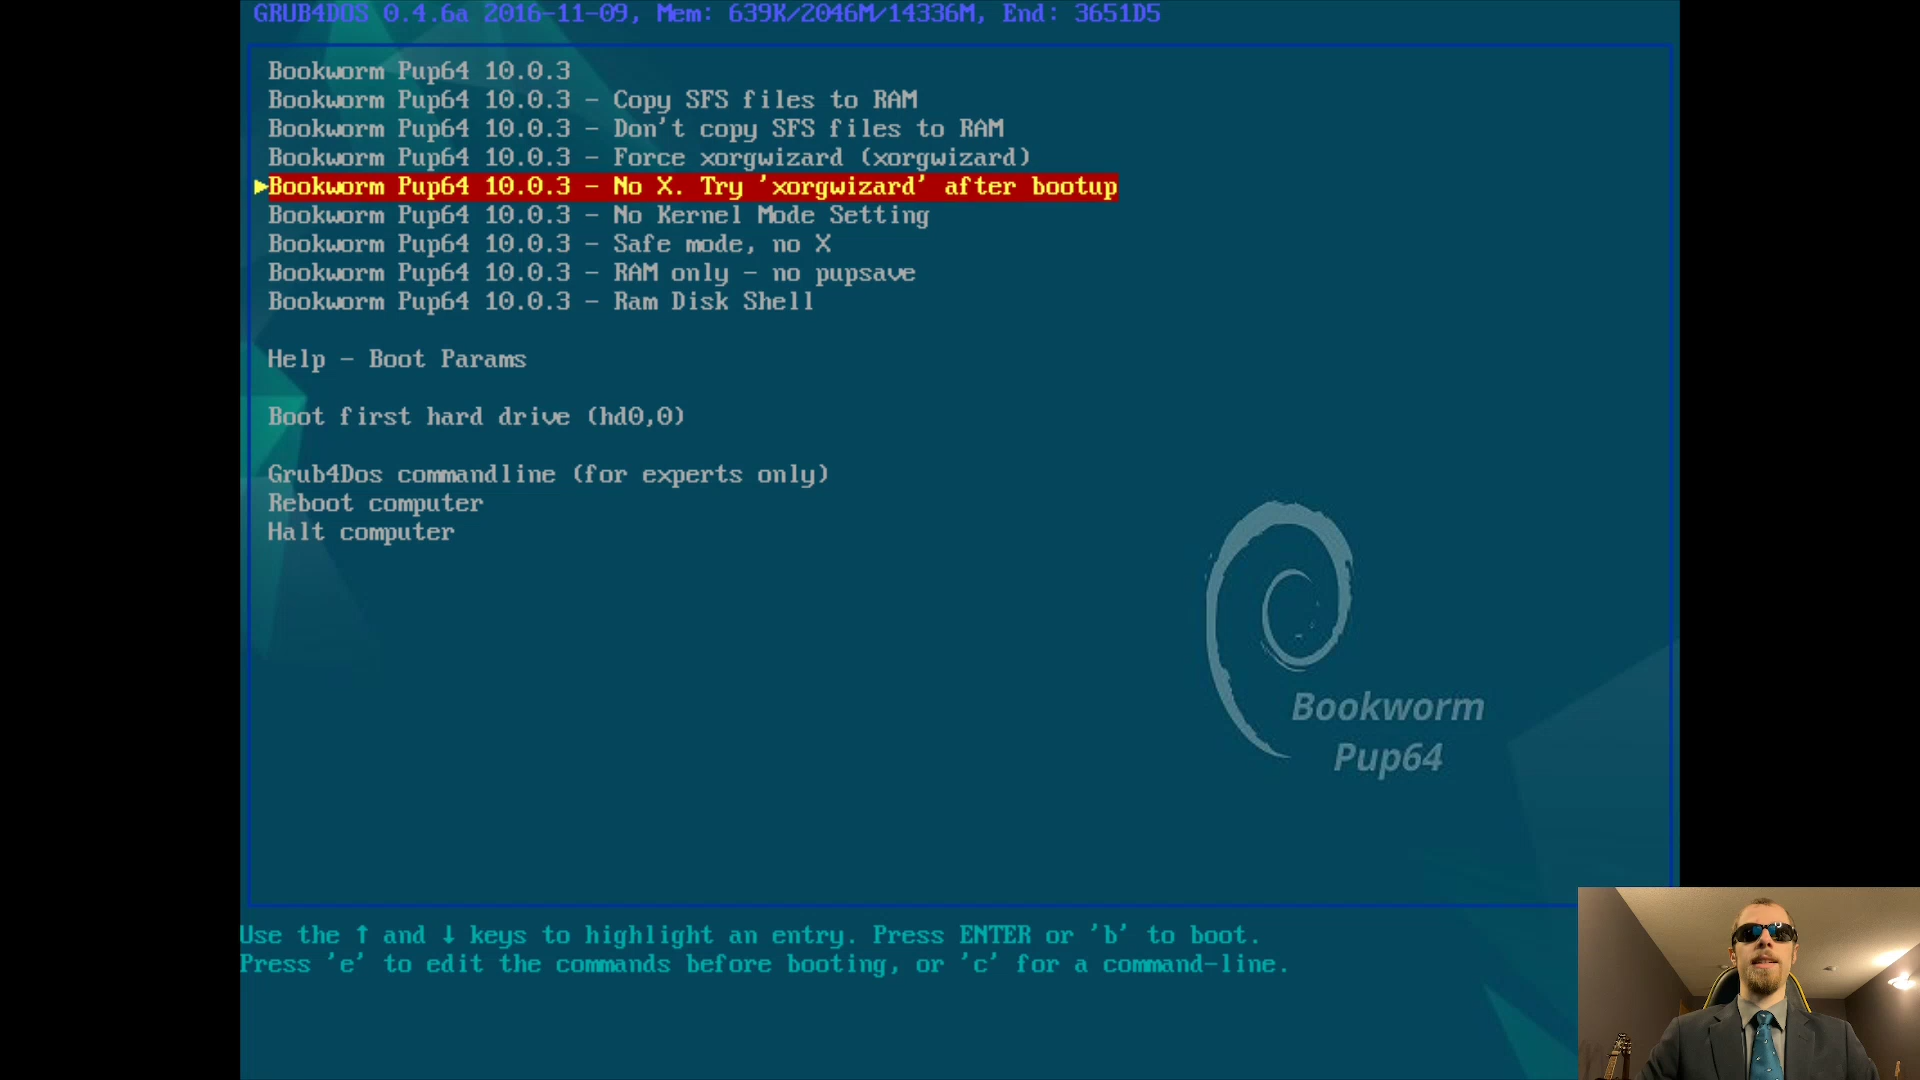 GRUB4DOS 0.4.6a 2016-11-09, Mem: 639K/2046M/14336M, End: 3651D5
Bookworm Pup64 10.0.3
Bookworm Pup64 10.0.3 - Copy SFS files to RAM
Bookworm Pup64 10.0.3 - Don't copy SFS files to RAM
Bookworm Pup64 10.0.3 - Force xorgwizard (xorgwizard)
Bookworm Pup64 10.0.3 - No X. Try 'xorgwizard' after bootup
Bookworm Pup64 10.0.3 - No Kernel Mode Setting
Bookworm Pup64 10.0.3 - Safe mode, no X
Bookworm Pup64 10.0.3 - RAM only - no pupsave
Bookworm Pup64 10.0.3 - Ram Disk Shell
Help - Boot Params
Boot first hard drive (hd0,0)
Grub4Dos commandline (for experts only)
Reboot computer
Halt computer
Bookworm
Pup64
Use the ↑ and ↓ keys to highlight an entry. Press ENTER or 'b' to boot.
Press 'e' to edit the commands before booting, or 'c' for a command-line.